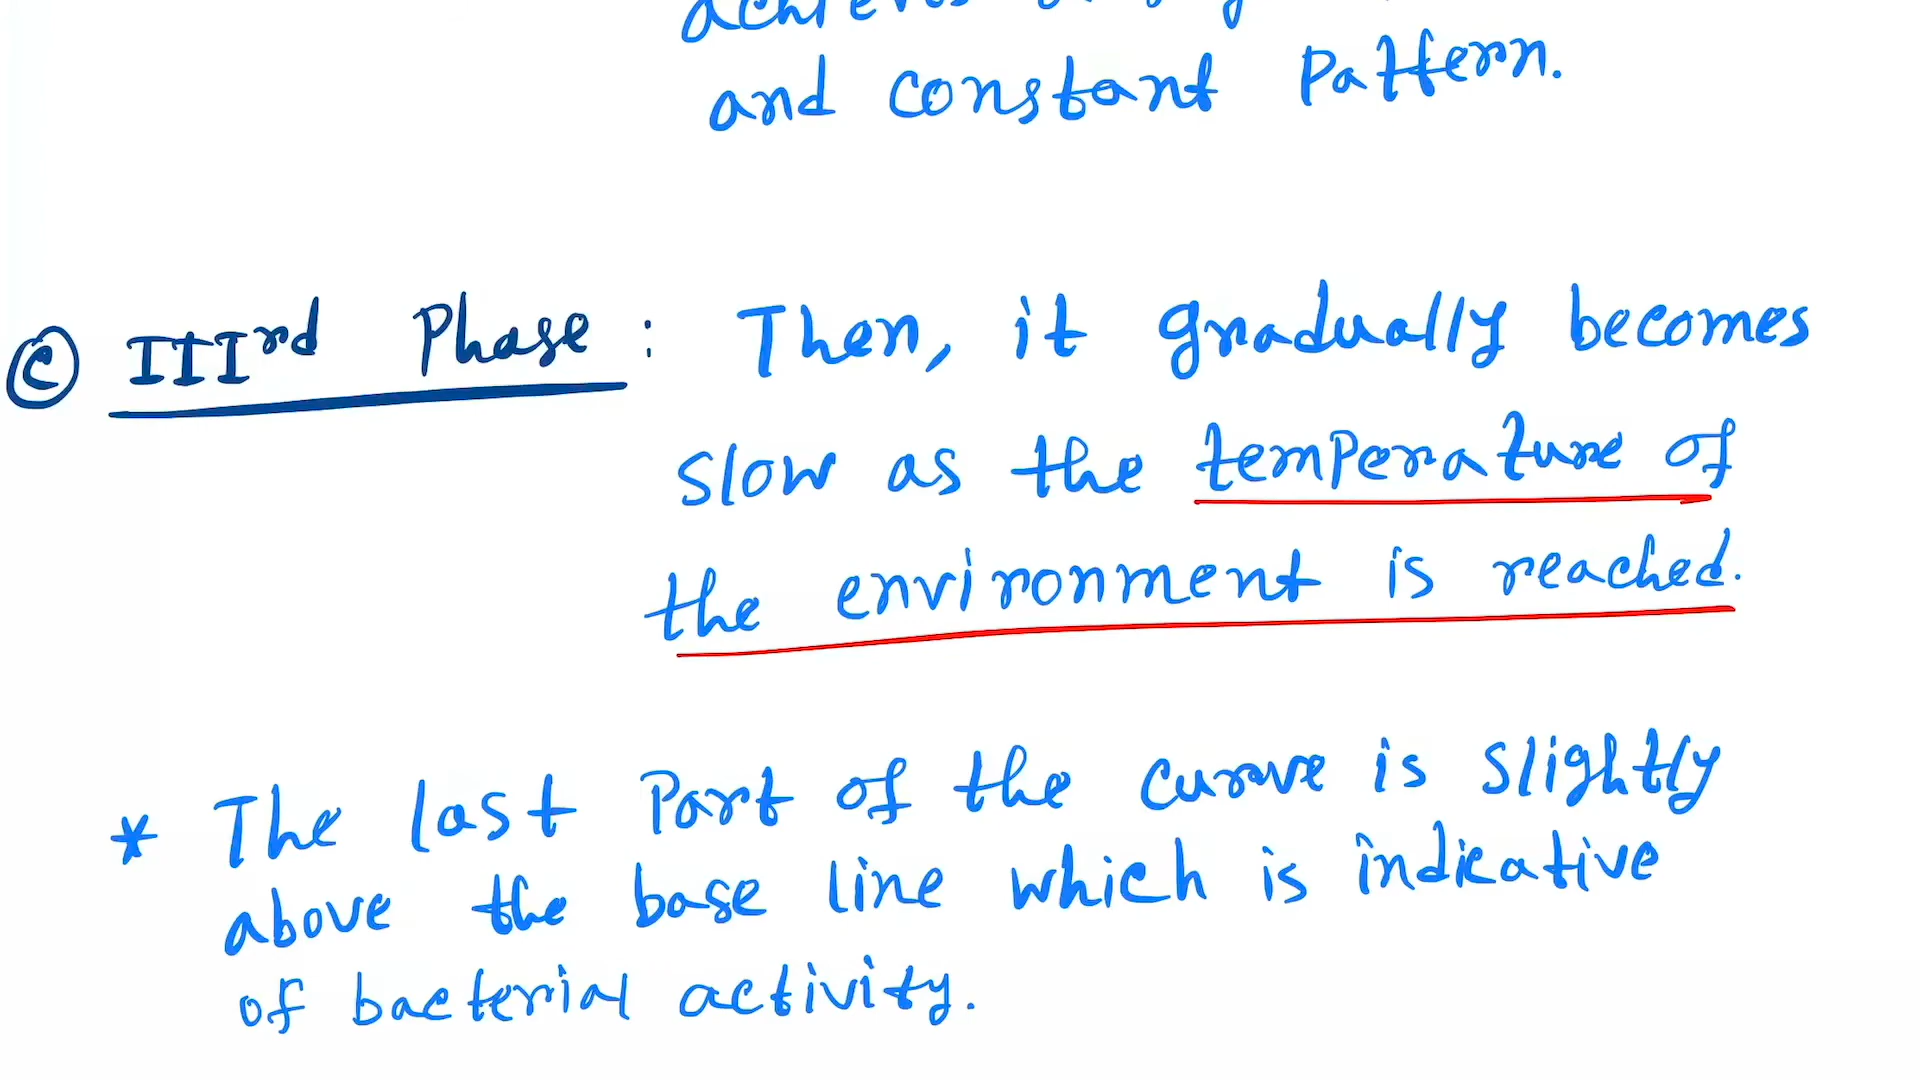 and constant Pattern.
© IIIrd Phase : Then, it gradually becomes
slow as the temperature of
the environment is reached.
* The last Part of the curve is slightly
above the base line which is indicative
of bacterial activity.